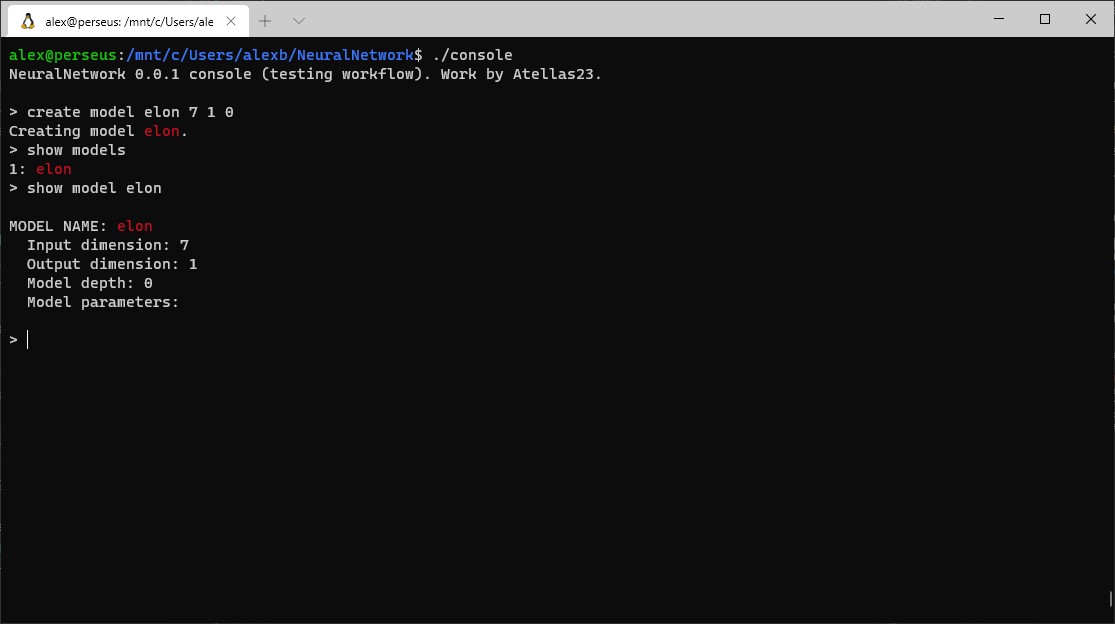 alex@perseus: /mnt/c/Users/ale
alex@perseus:/mnt/c/Users/alexb/NeuralNetwork$ ./console
NeuralNetwork 0.0.1 console (testing workflow). Work by Atellas23.
> create model elon 7 1 0
Creating model elon.
> show models
1: elon
> show model elon
MODEL NAME: elon
Input dimension: 7
Output dimension: 1
Model depth: 0
Model parameters:
>